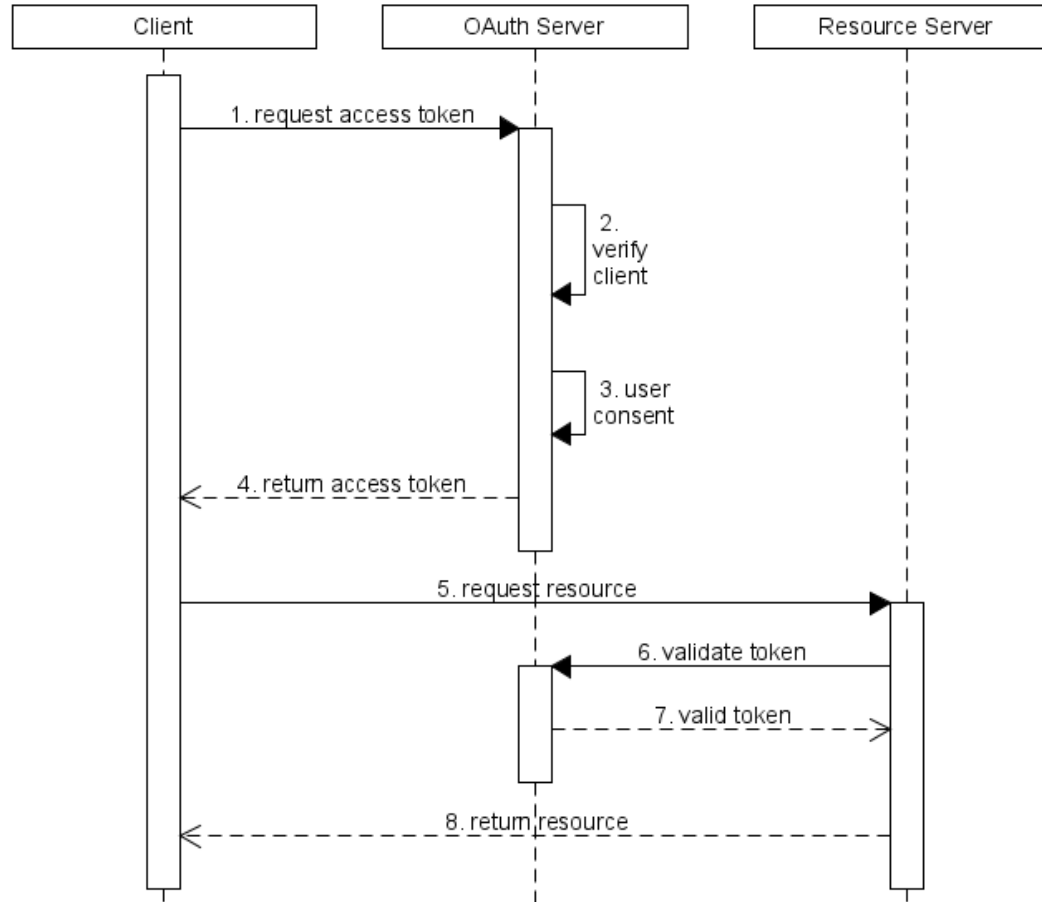 Client
OAuth Server
Resource Server
1. request access token
2.
verify
client
3. user
consent
4. return access token
5. request resource
6. validate token
7. valid token
8. return resource